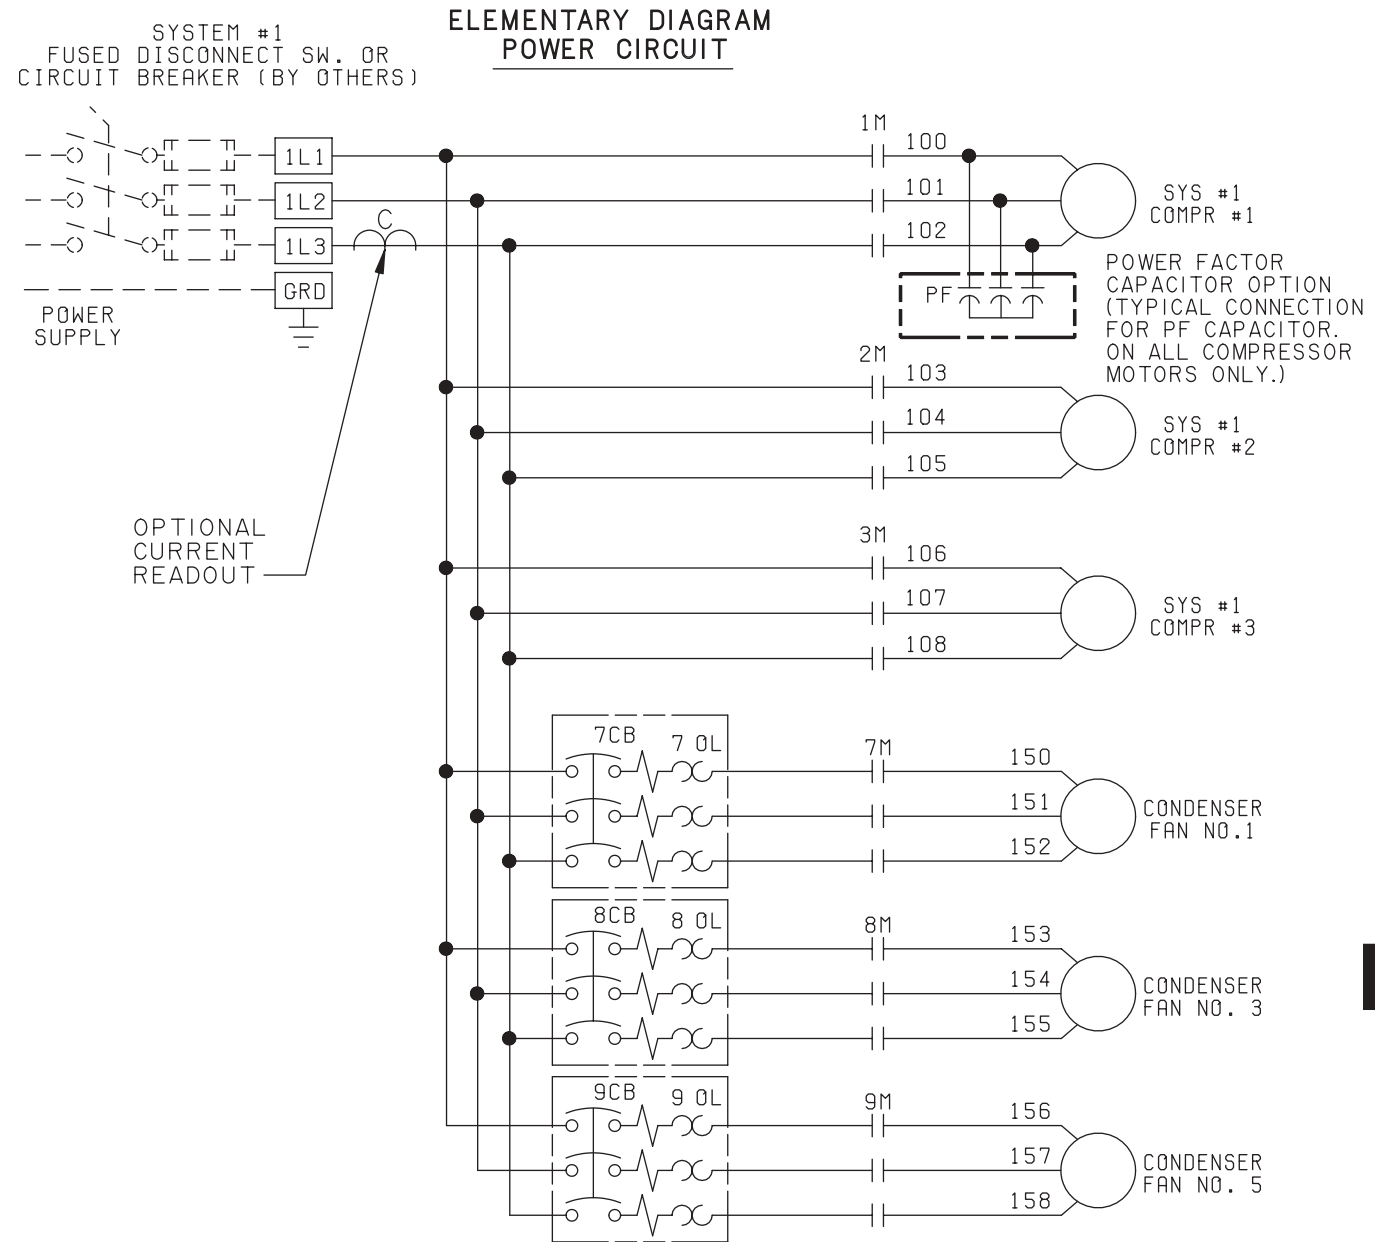 ELEMENTARY DIAGRAM
POWER CIRCUIT
SYSTEM #1
FUSED DISCONNECT SW. OR
CIRCUIT BREAKER (BY OTHERS)
1L1
1L2
1L3
GRD
POWER
SUPPLY
C
OPTIONAL
CURRENT
READOUT
1M
100
101
102
SYS #1
COMPR #1
PF
POWER FACTOR
CAPACITOR OPTION
(TYPICAL CONNECTION
FOR PF CAPACITOR.
ON ALL COMPRESSOR
MOTORS ONLY.)
2M
103
104
105
SYS #1
COMPR #2
3M
106
107
108
SYS #1
COMPR #3
7CB
7 OL
7M
150
151
152
CONDENSER
FAN NO.1
8CB
8 OL
8M
153
154
155
CONDENSER
FAN NO. 3
9CB
9 OL
9M
156
157
158
CONDENSER
FAN NO. 5